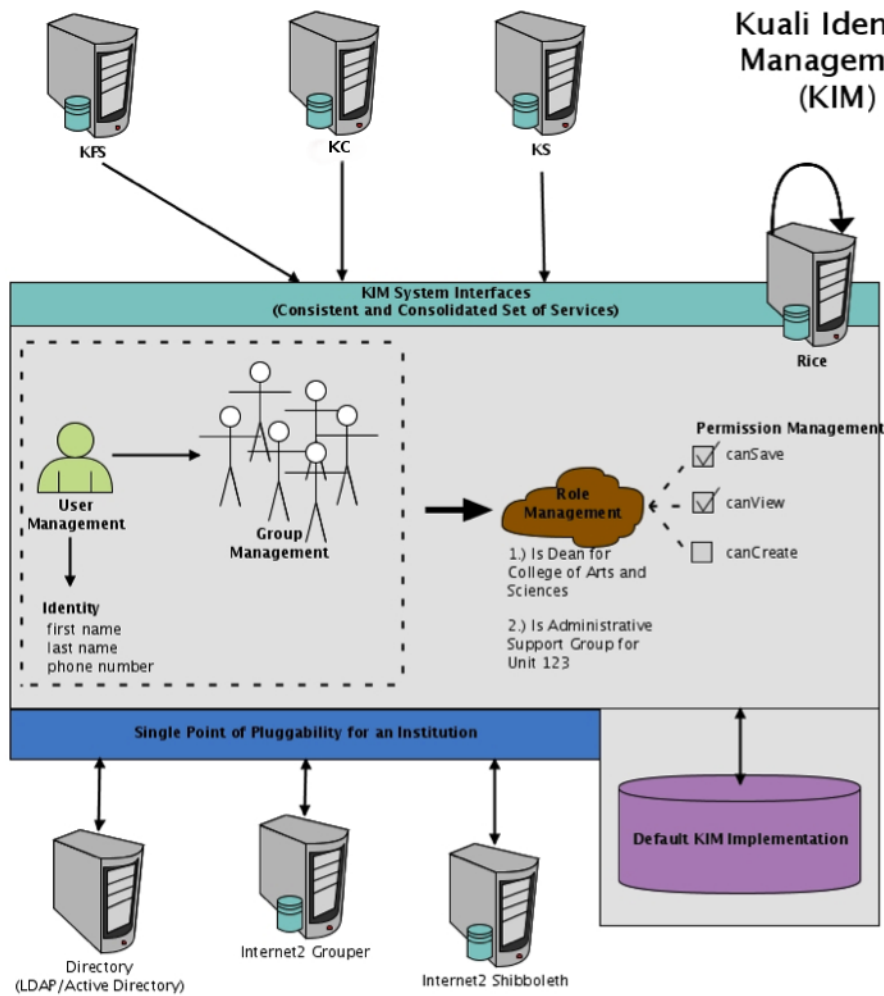 Kuali Iden
Managem
(KIM)
KFS
KC
KS
KIM System Interfaces
(Consistent and Consolidated Set of Services)
Rice
User
Management
Group
Management
Identity
first name
last name
phone number
Role
Management
1.) Is Dean for
College of Arts and
Sciences
2.) Is Administrative
Support Group for
Unit 123
Permission Management
canSave
canView
canCreate
Single Point of Pluggability for an Institution
Default KIM Implementation
Directory
(LDAP/Active Directory)
Internet2 Grouper
Internet2 Shibboleth